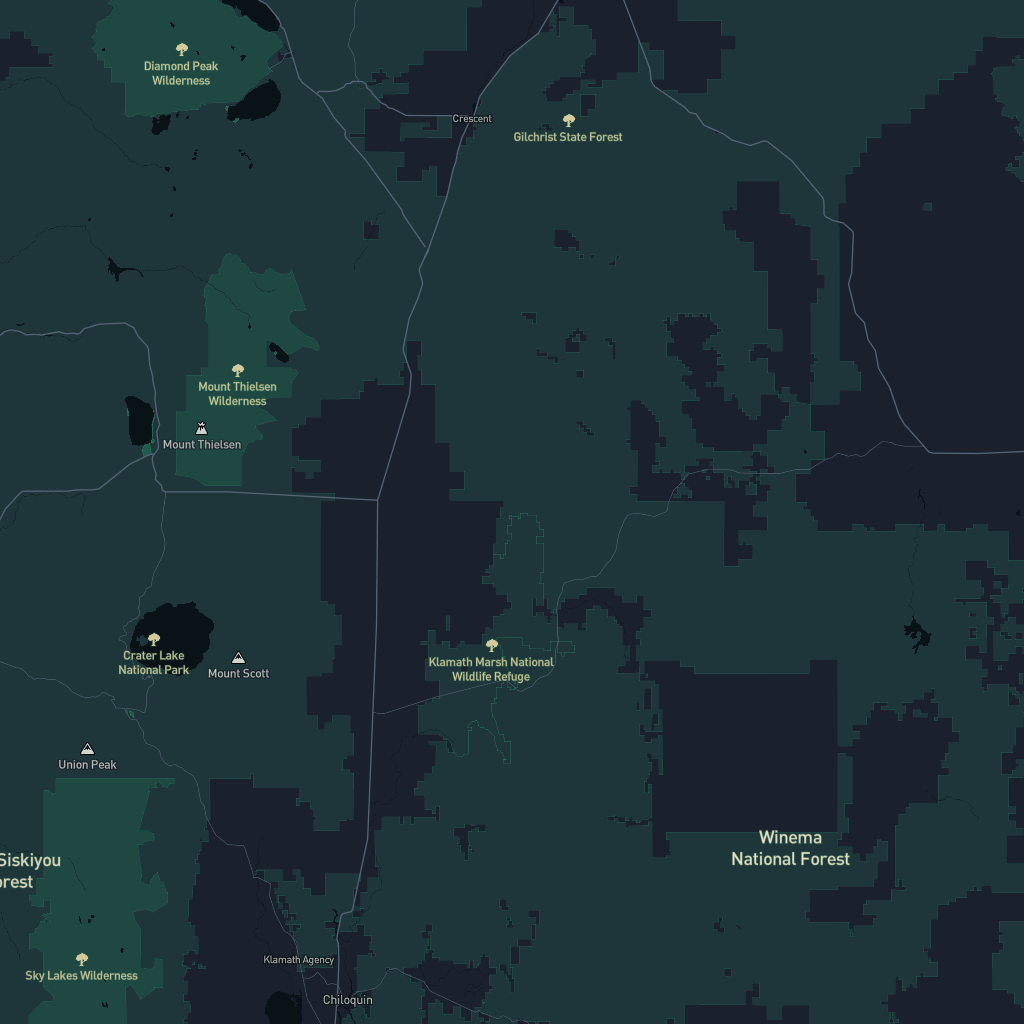 Diamond Peak
Wilderness
Crescent
Gilchrist State Forest
Mount Thielsen
Wilderness
Mount Thielsen
Crater Lake
National Park
Mount Scott
Klamath Marsh National
Wildlife Refuge
Union Peak
Winema
National Forest
Siskiyou
orest
Sky Lakes Wilderness
Klamath Agency
Chiloquin